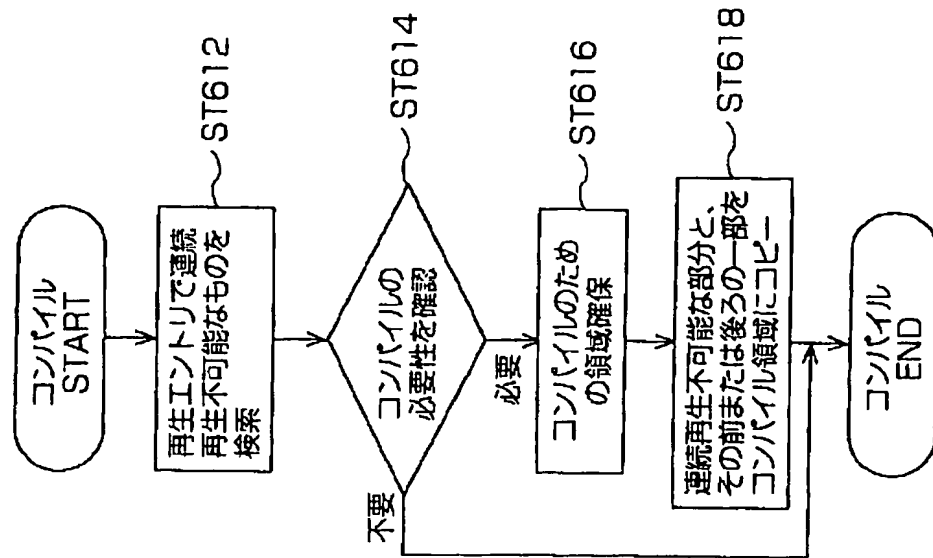 コンパイル
START
再生エントリで連続
再生不可能なものを
検索
ST612
コンパイルの
必要性を確認
ST614
不要
必要
コンパイルのため
の領域確保
ST616
連続再生不可能な部分と、
その前または後ろの一部を
コンパイル領域にコピー
ST618
コンパイル
END